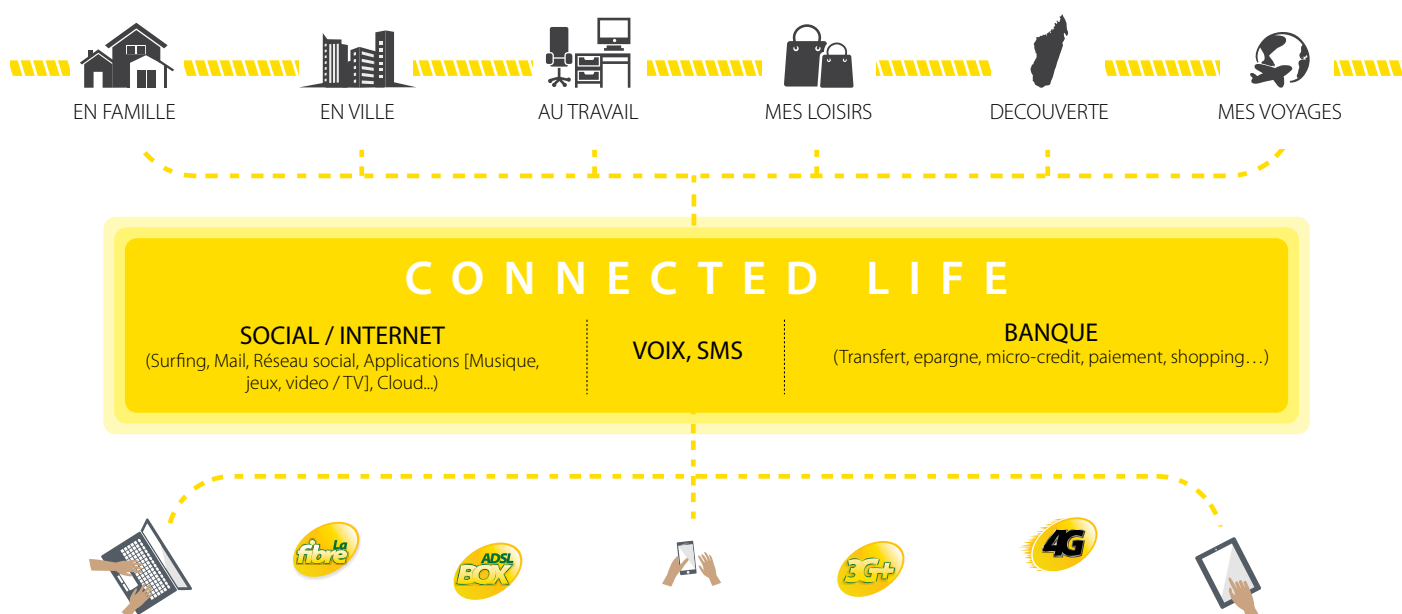 EN FAMILLE
EN VILLE
AU TRAVAIL
MES LOISIRS
DECOUVERTE
MES VOYAGES
CONNECTED LIFE
SOCIAL / INTERNET
(Surfing, Mail, Réseau social, Applications [Musique,
jeux, video / TV], Cloud...)
VOIX, SMS
BANQUE
(Transfert, epargne, micro-credit, paiement, shopping…)
La
fibre
ADSL
BOX
3G+
4G